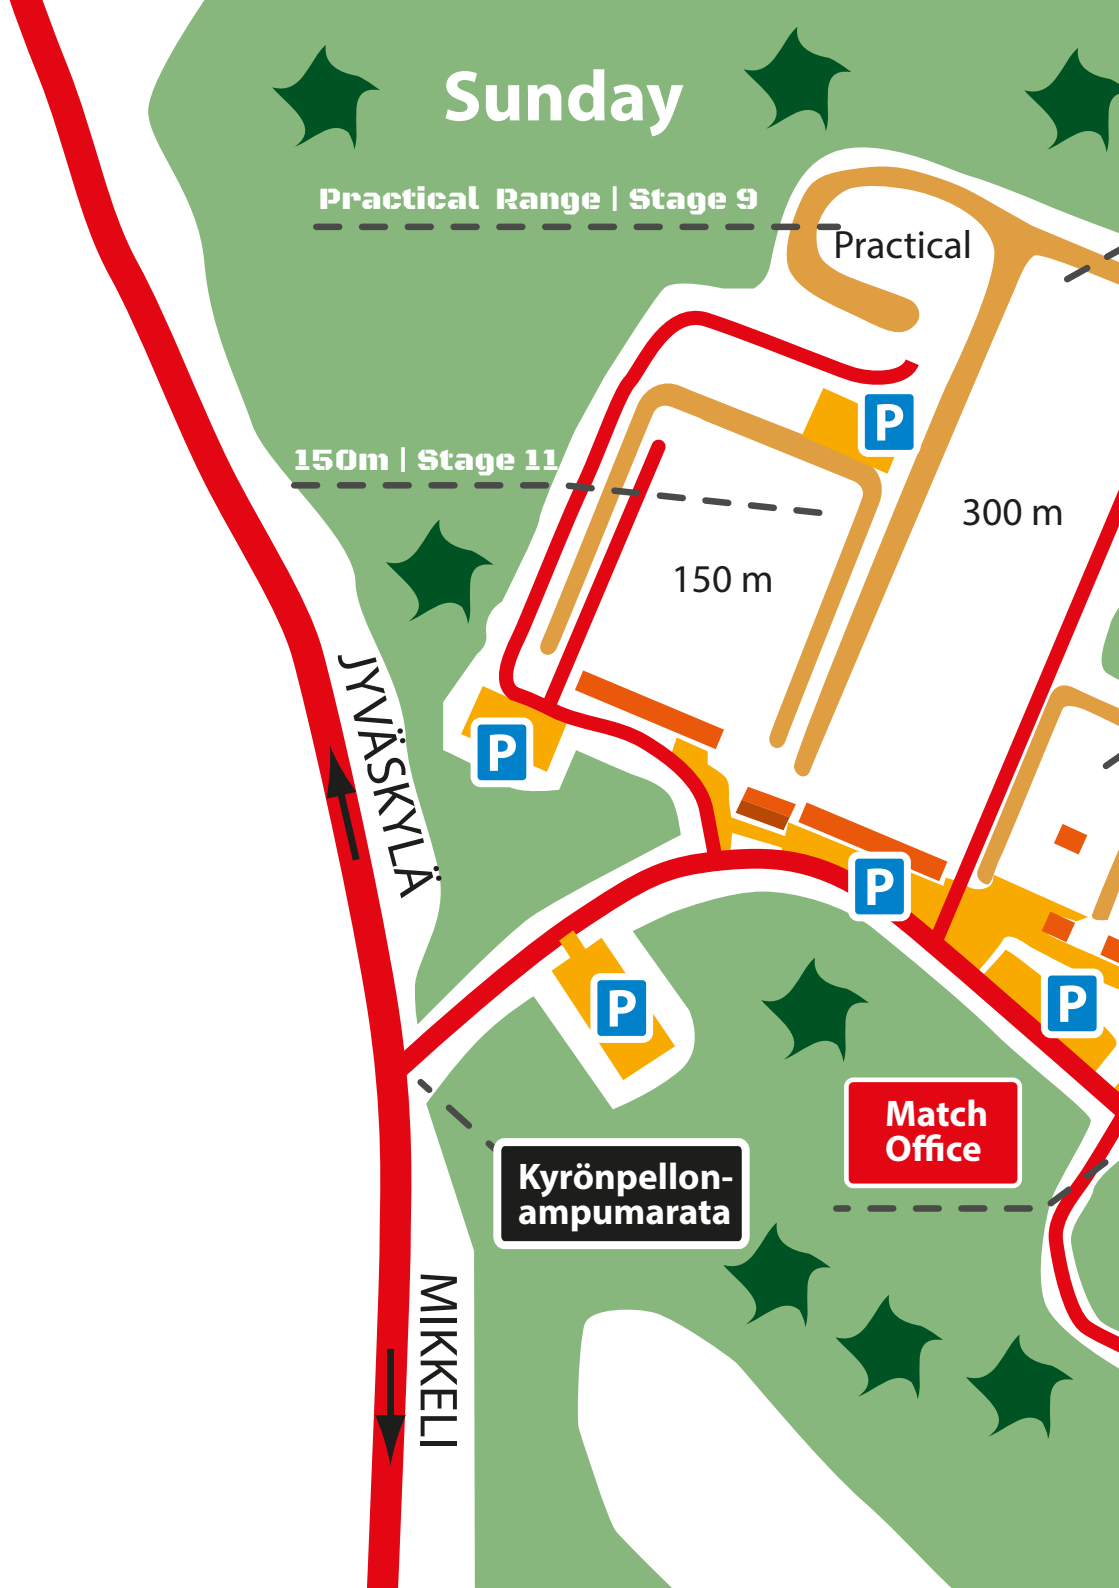 Sunday
Practical Range | Stage 9
Practical
P
150m | Stage 11
300 m
150 m
JYVÄSKYLÄ
P
P
P
P
Match
Office
Kyrönpellon-
ampumarata
MIKKELI